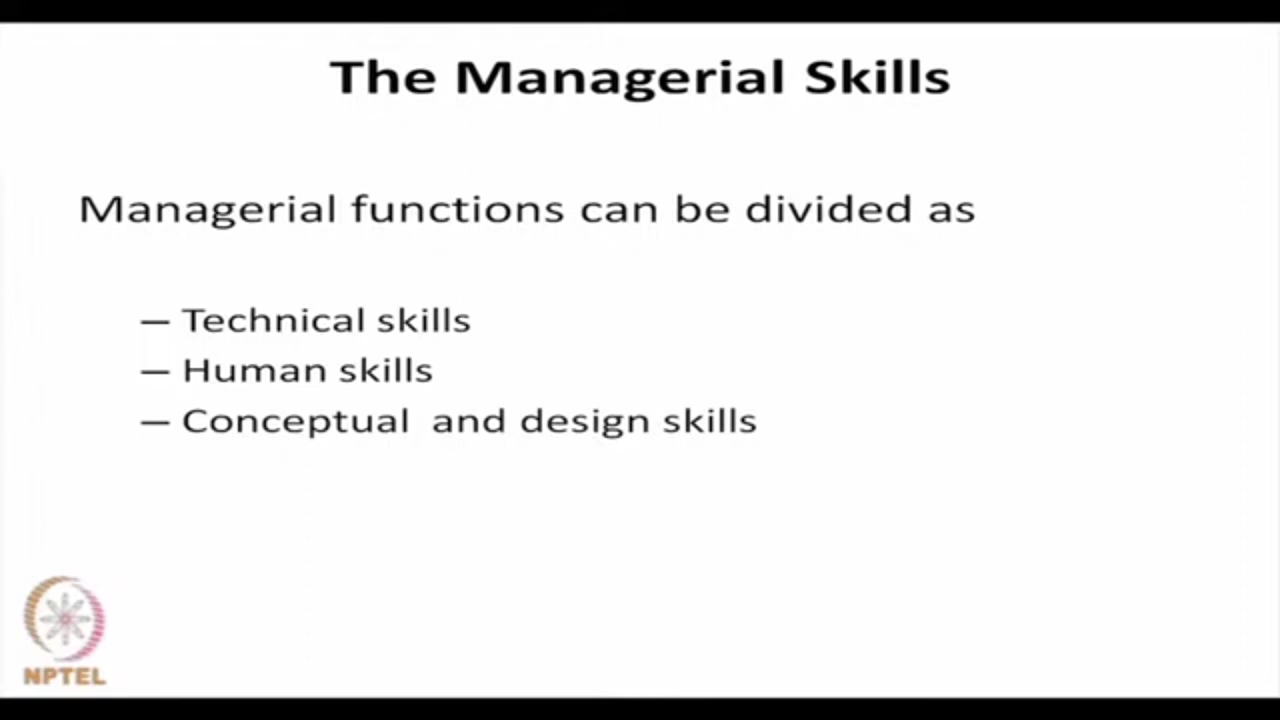 The Managerial Skills
Managerial functions can be divided as
– Technical skills
– Human skills
– Conceptual and design skills
NPTEL